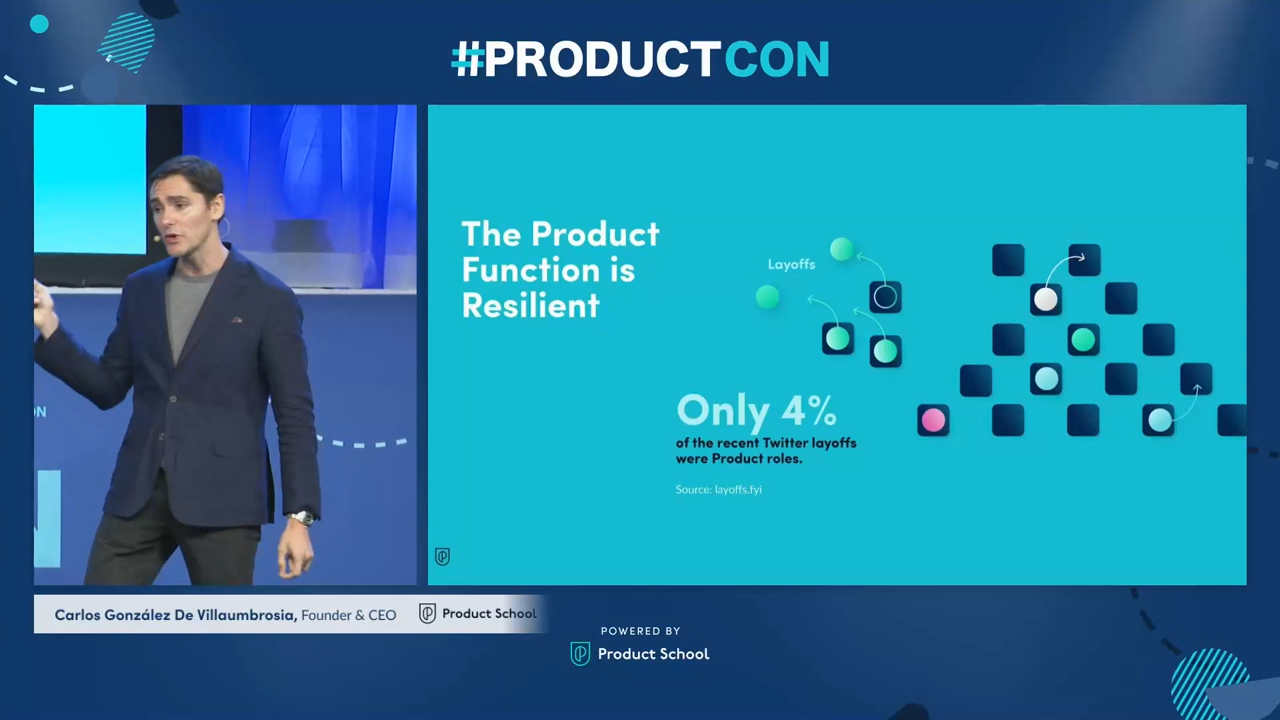 #PRODUCTCON
The Product
Function is
Resilient
Layoffs
Only 4%
of the recent Twitter layoffs
were Product roles.
Source: layoffs.fyi
ON
N
Carlos González De Villaumbrosia, Founder & CEO
Product School
POWERED BY
Product School